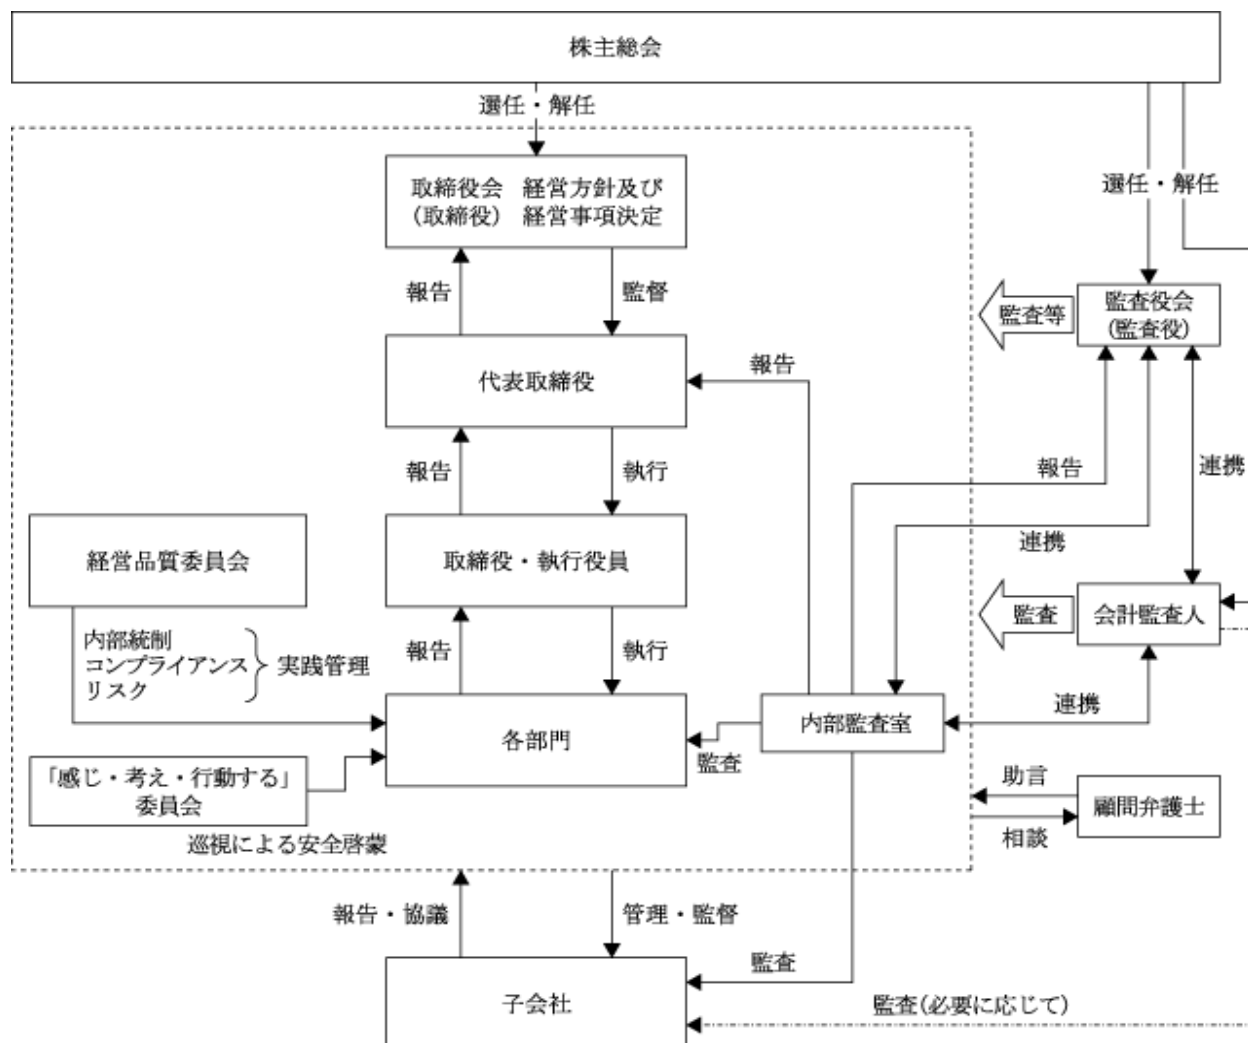 株主総会
選任・解任
取締役会 経営方針及び
(取締役) 経営事項決定
選任・解任
報告
監督
監査等
監査役会
(監査役)
代表取締役
報告
報告
執行
報告
連携
連携
経営品質委員会
取締役・執行役員
監査
会計監査人
内部統制
コンプライアンス
リスク
実践管理
報告
執行
各部門
内部監査室
連携
監査
「感じ・考え・行動する」
委員会
巡視による安全啓蒙
助言
顧問弁護士
相談
報告・協議
管理・監督
監査
子会社
監査(必要に応じて)